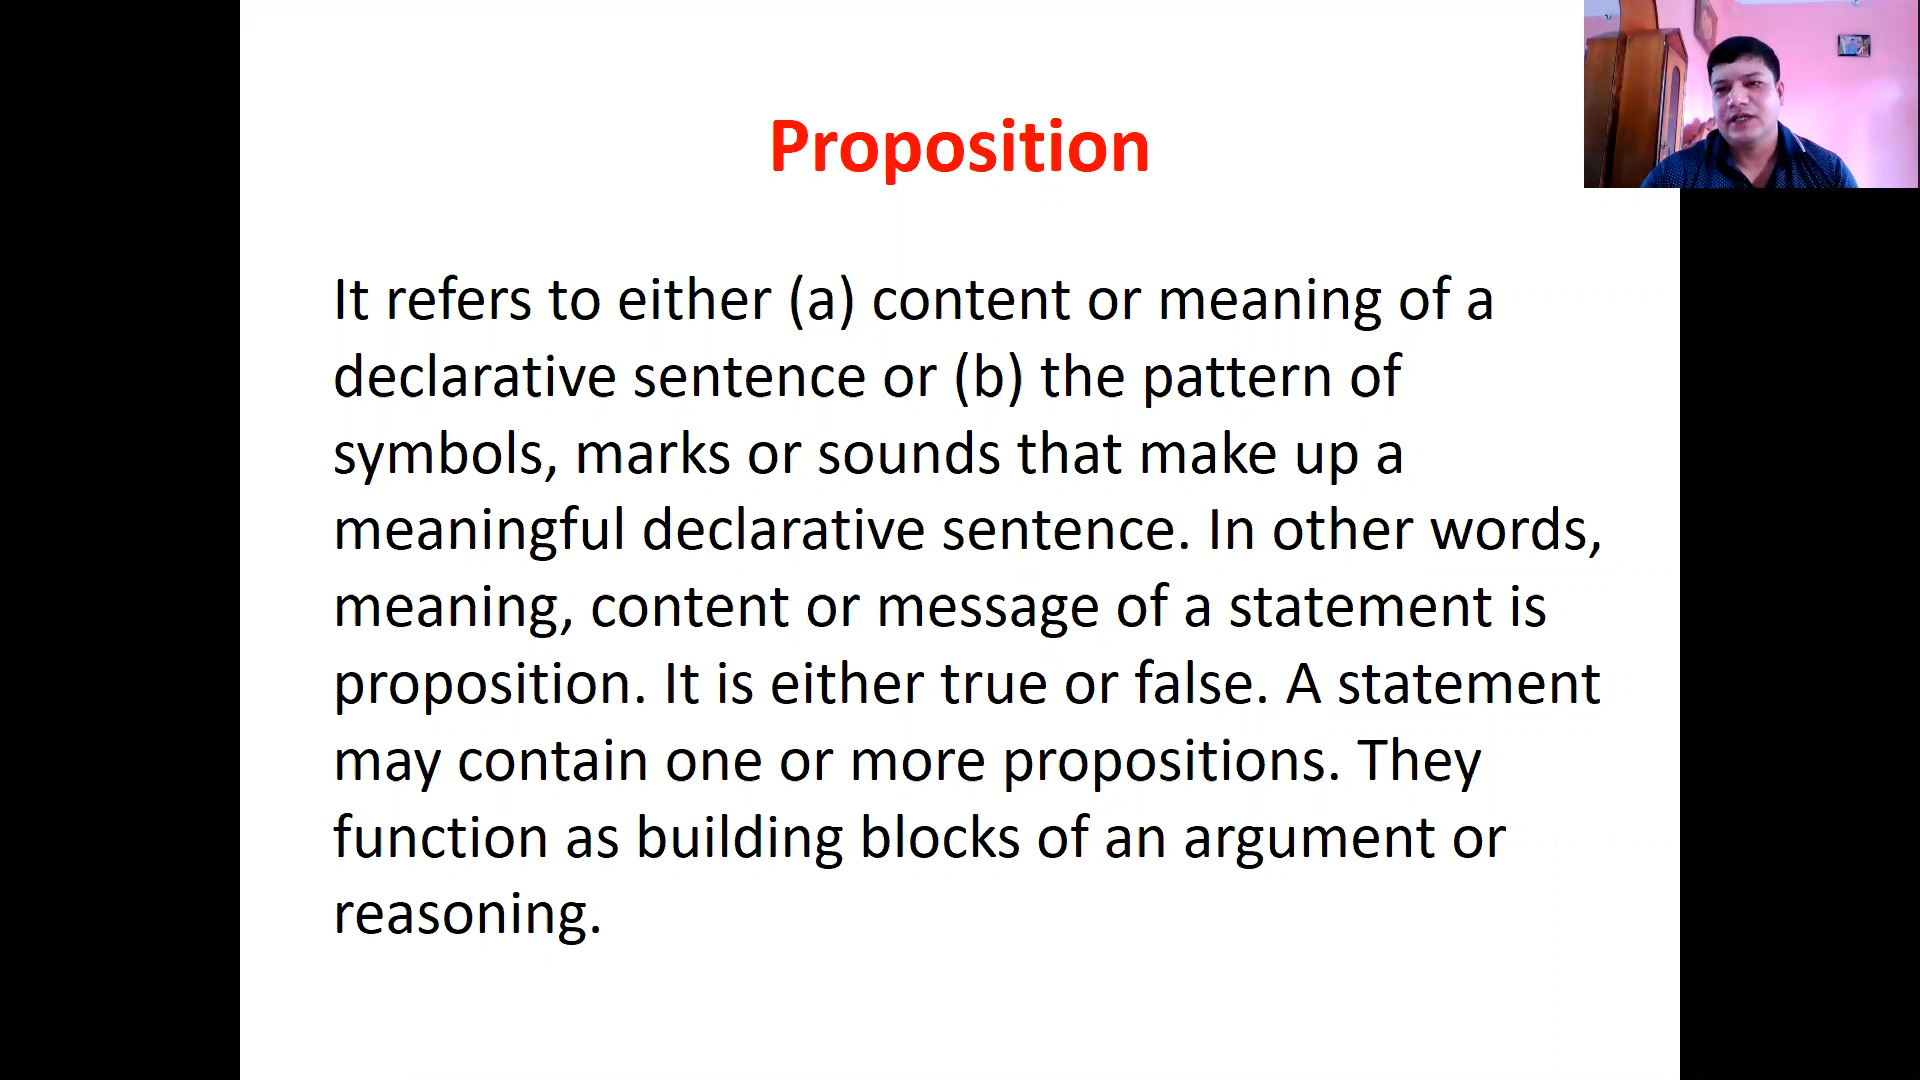 Proposition
It refers to either (a) content or meaning of a
declarative sentence or (b) the pattern of
symbols, marks or sounds that make up a
meaningful declarative sentence. In other words,
meaning, content or message of a statement is
proposition. It is either true or false. A statement
may contain one or more propositions. They
function as building blocks of an argument or
reasoning.